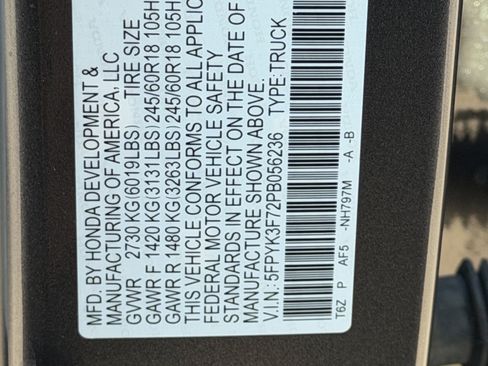 MFD. BY HONDA DEVELOPMENT &
MANUFACTURING OF AMERICA, LLC
GVWR 2730 KG(6019LBS) TIRE SIZE
GAWR F 1420 KG(3131LBS)245/60R18 105H
GAWR R 1480 KG(3263LBS)245/60R18 105H
THIS VEHICLE CONFORMS TO ALL APPLIC
FEDERAL MOTOR VEHICLE SAFETY
STANDARDS IN EFFECT ON THE DATE OF
MANUFACTURE SHOWN ABOVE.
V.I.N.: 5FPYK3F72PB056236 TYPE:TRUCK
T6Z P AF5 -NH797M -A -B